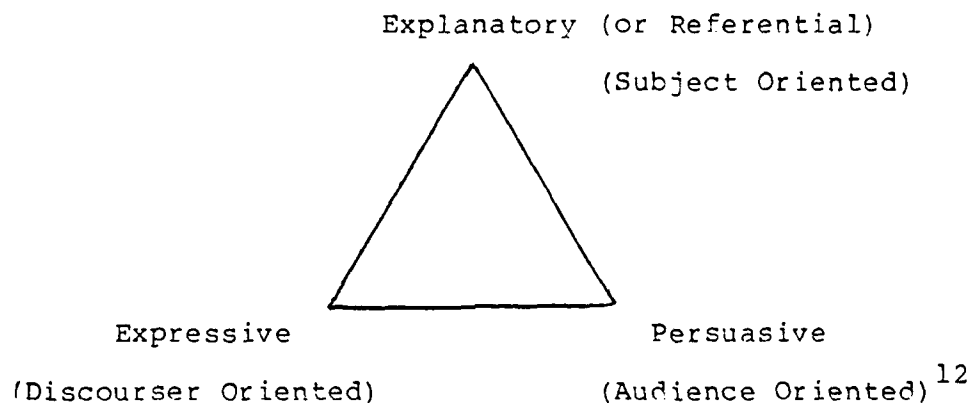 Explanatory (or Referential)
(Subject Oriented)
Expressive Persuasive
(Discourser Oriented) (Audience Oriented)12